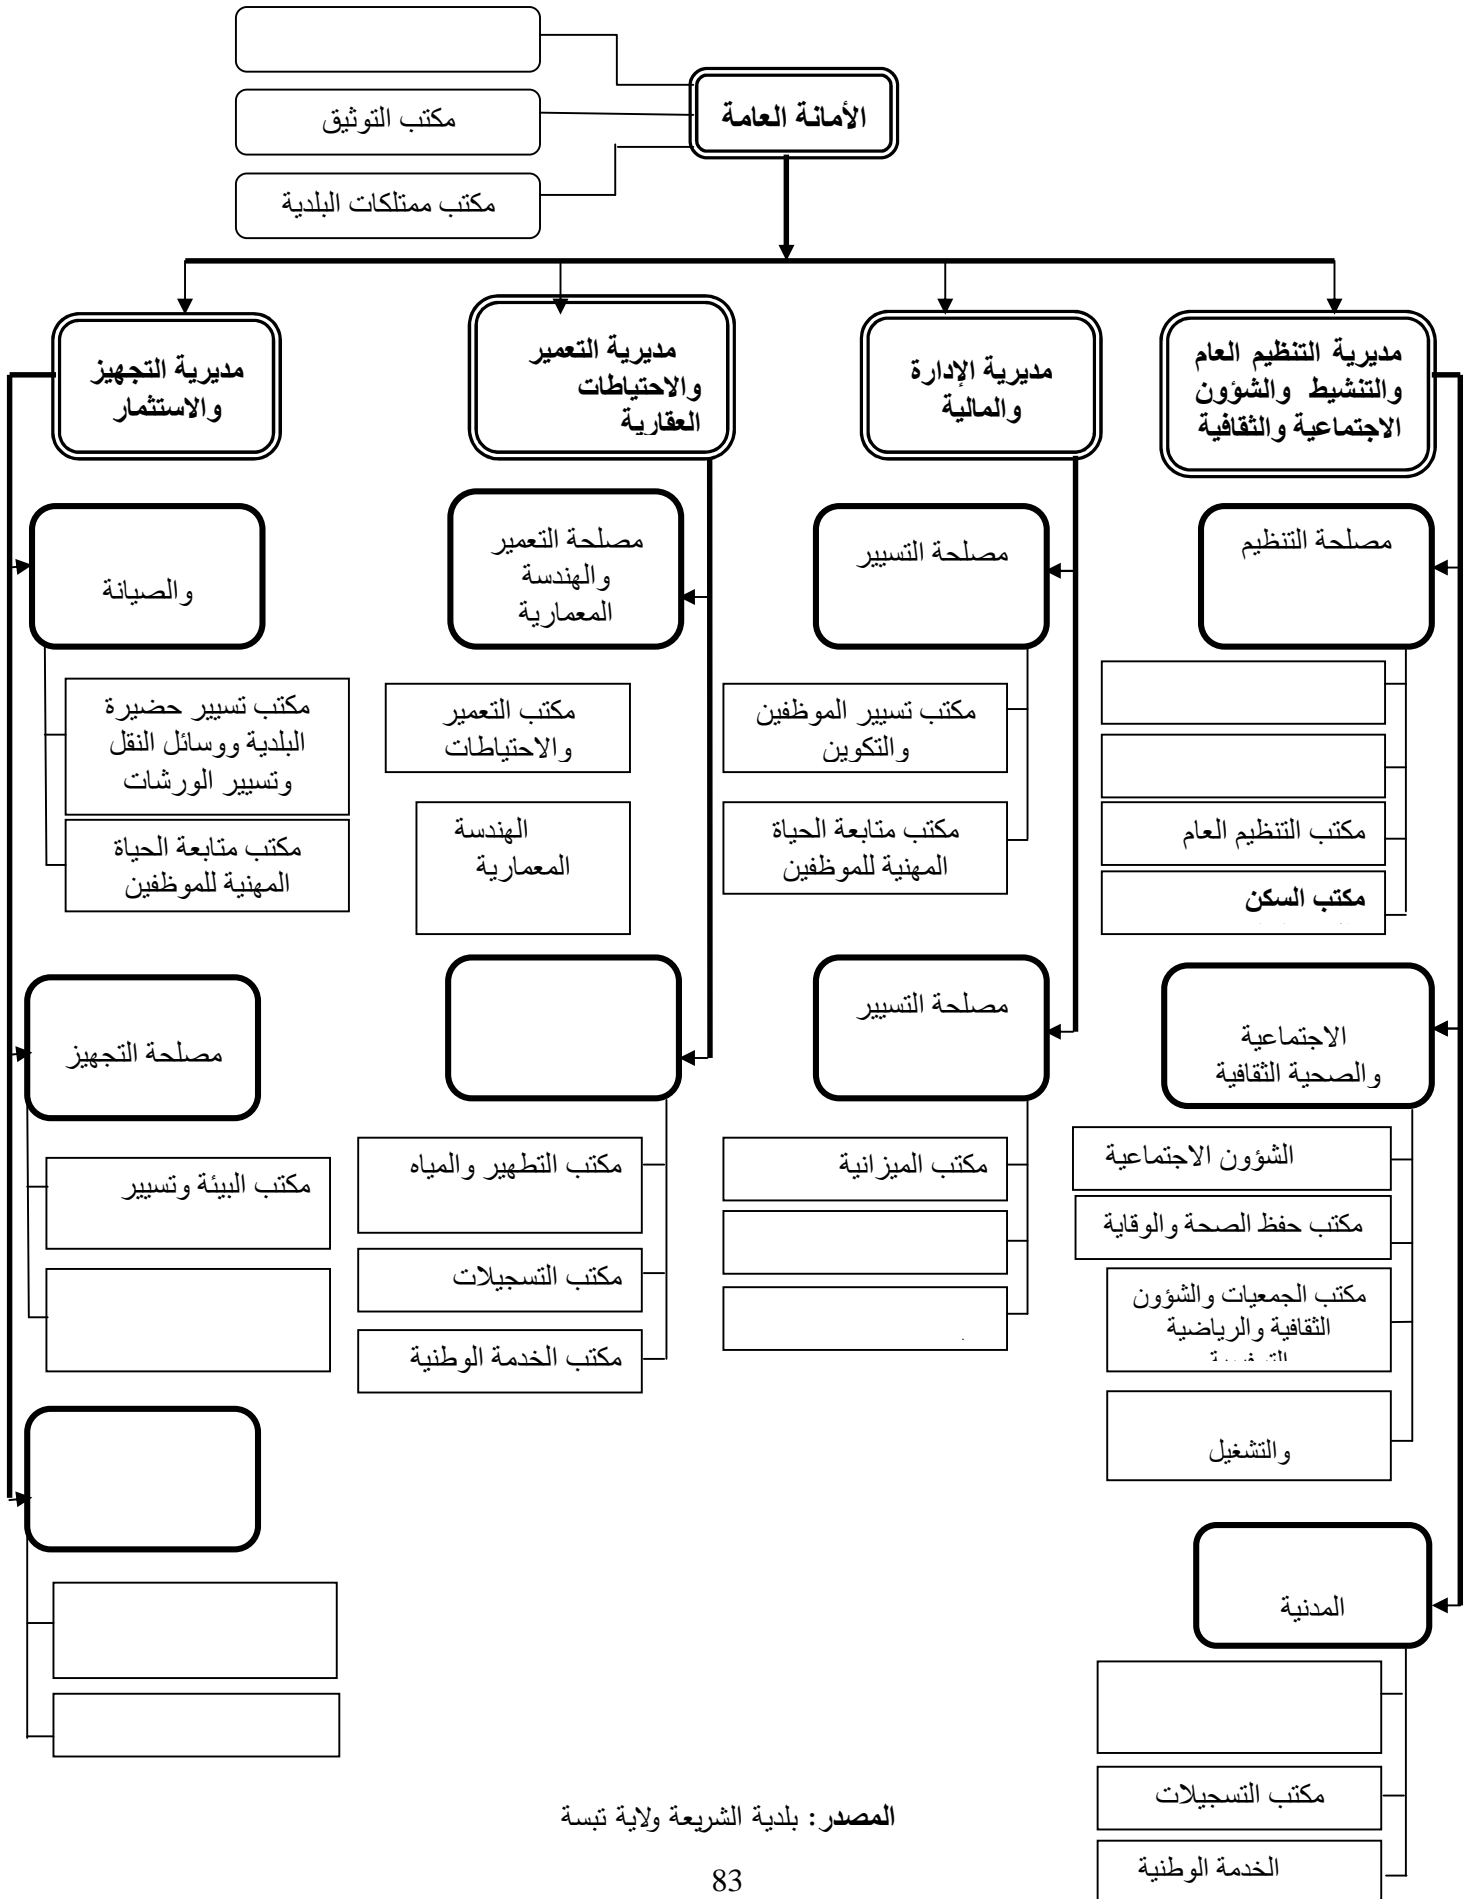 الأمانة العامة
مكتب التوثيق
مكتب ممتلكات البلدية
مديرية التنظيم العام
والتنشيط والشؤون
الاجتماعية والثقافية
مديرية الإدارة
والمالية
مديرية التعمير
والاحتياطات
العقارية
مديرية التجهيز
والاستثمار
مصلحة التنظيم
مصلحة التسيير
مصلحة التعمير
والهندسة
المعمارية
والصيانة
مكتب التنظيم العام
مكتب السكن
مكتب تسيير الموظفين
والتكوين
مكتب متابعة الحياة
المهنية للموظفين
مكتب التعمير
والاحتياطات
الهندسة
المعمارية
مكتب تسيير حضيرة
البلدية ووسائل النقل
وتسيير الورشات
مكتب متابعة الحياة
المهنية للموظفين
الاجتماعية
والصحية الثقافية
مصلحة التسيير
مصلحة التجهيز
الشؤون الاجتماعية
مكتب حفظ الصحة والوقاية
مكتب الجمعيات والشؤون
الثقافية والرياضية
والتشغيل
مكتب الميزانية
مكتب التطهير والمياه
مكتب التسجيلات
مكتب الخدمة الوطنية
مكتب البيئة وتسيير
المدنية
مكتب التسجيلات
الخدمة الوطنية
المصدر: بلدية الشريعة ولاية تبسة
83